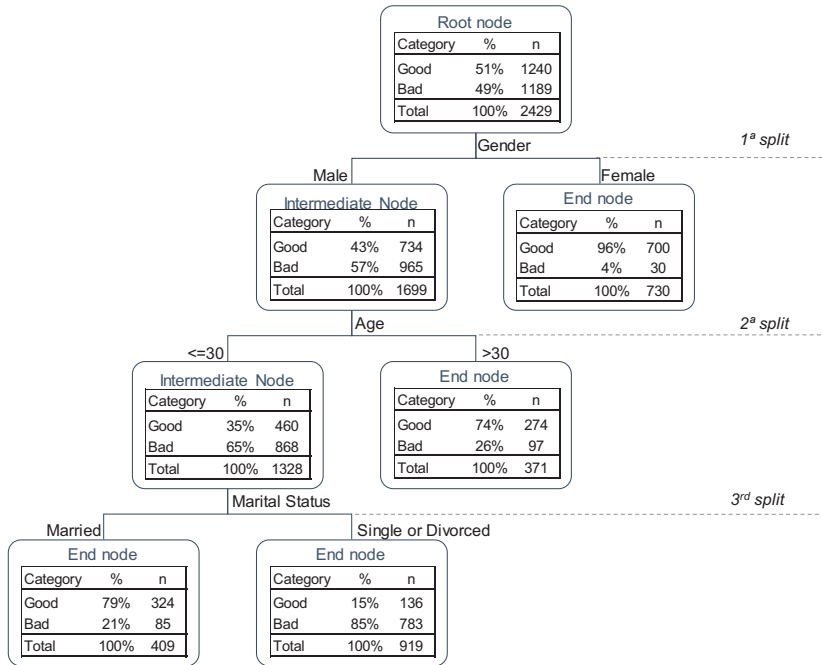 Root node
Category % n
Good 51% 1240
Bad 49% 1189
Total 100% 2429
Gender
1ª split
Male
Female
Intermediate Node
Category % n
Good 43% 734
Bad 57% 965
Total 100% 1699
End node
Category % n
Good 96% 700
Bad 4% 30
Total 100% 730
Age
2ª split
<=30
>30
Intermediate Node
Category % n
Good 35% 460
Bad 65% 868
Total 100% 1328
End node
Category % n
Good 74% 274
Bad 26% 97
Total 100% 371
Marital Status
3rd split
Married
Single or Divorced
End node
Category % n
Good 79% 324
Bad 21% 85
Total 100% 409
End node
Category % n
Good 15% 136
Bad 85% 783
Total 100% 919